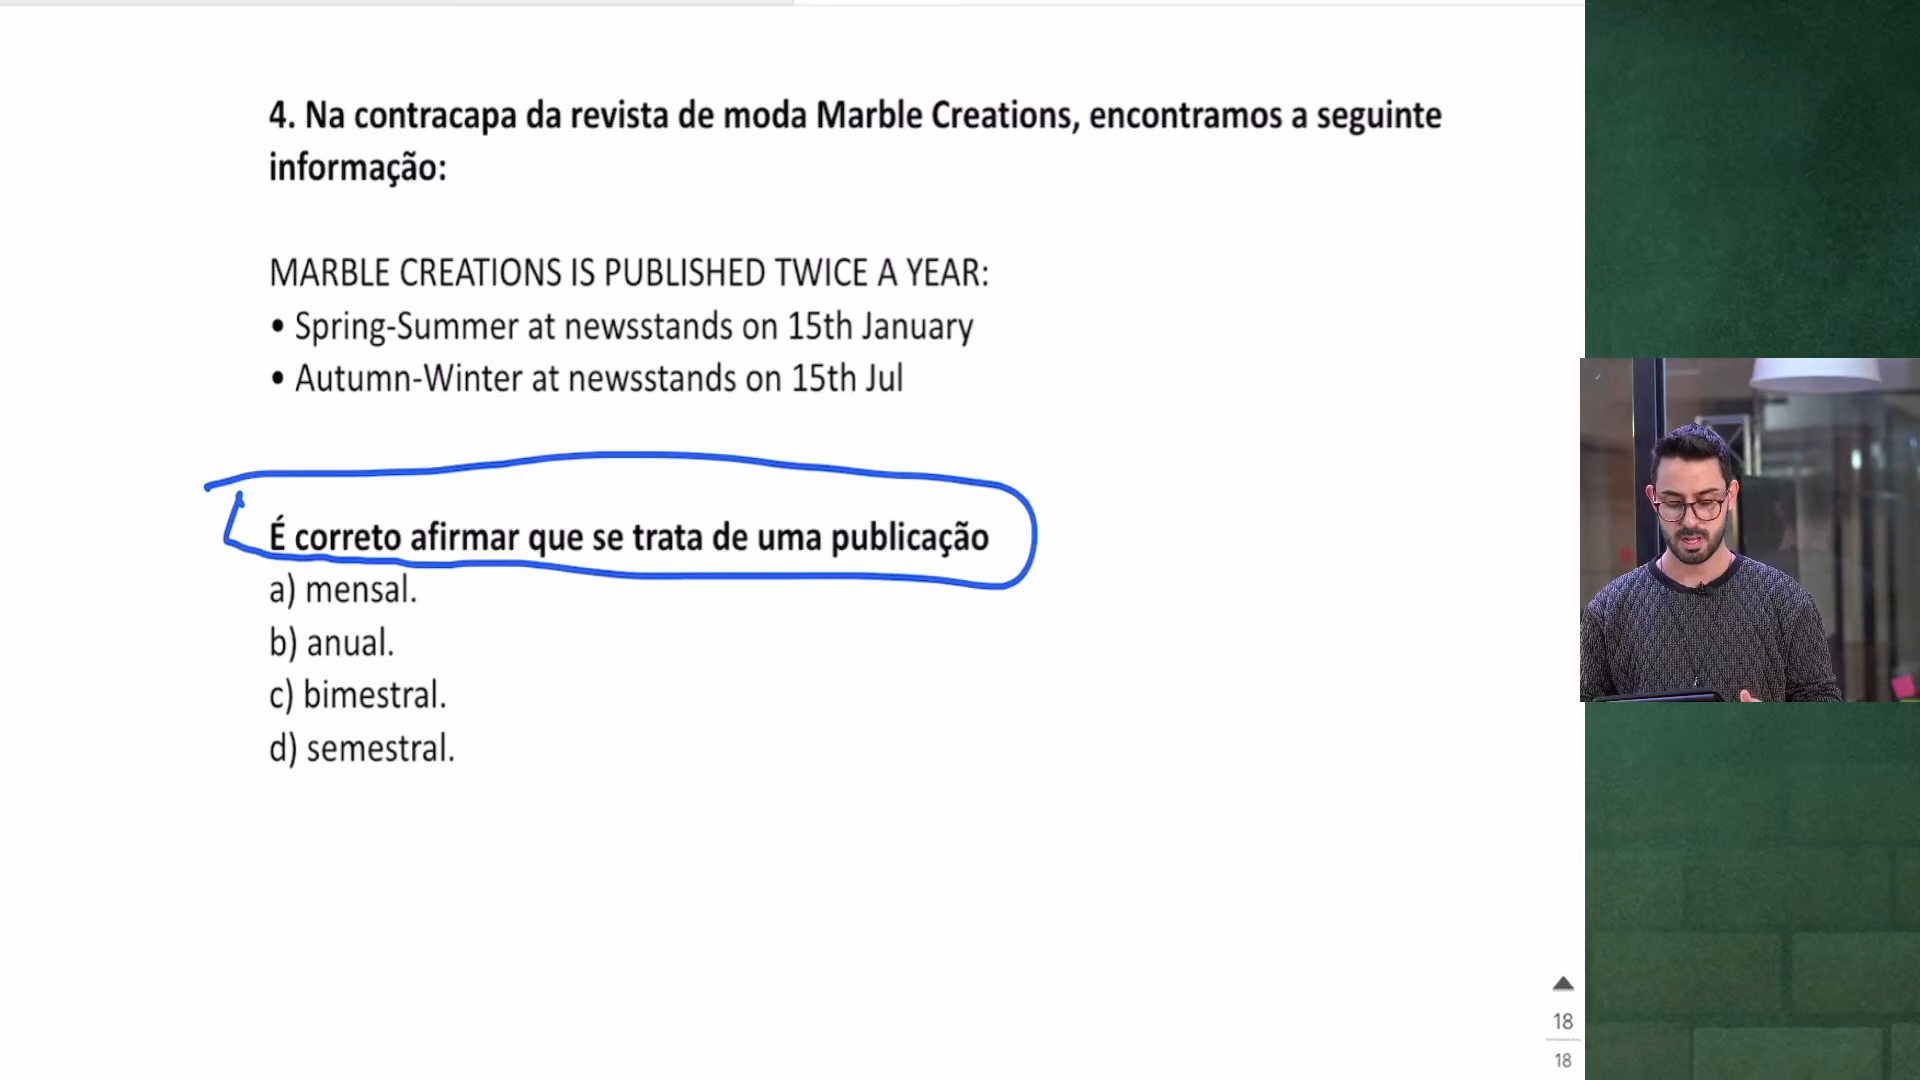 4. Na contracapa da revista de moda Marble Creations, encontramos a seguinte
informação:
MARBLE CREATIONS IS PUBLISHED TWICE A YEAR:
• Spring-Summer at newsstands on 15th January
• Autumn-Winter at newsstands on 15th Jul
É correto afirmar que se trata de uma publicação
a) mensal.
b) anual.
c) bimestral.
d) semestral.
18
18